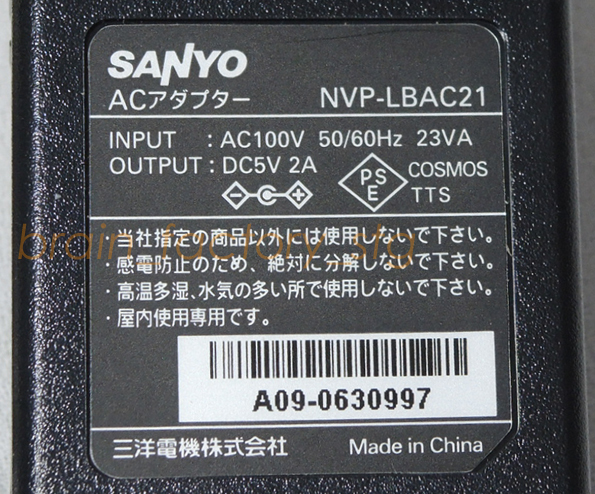 SANYO
ACアダプター NVP-LBAC21
INPUT : AC100V 50/60Hz 23VA
OUTPUT : DC5V 2A
PSE COSMOS
TTS
・当社指定の商品以外には使用しないで下さい。
brain_factory_stg
・感電防止のため、絶対に分解しないで下さい。
・高温多湿、水気の多い所で使用しないで下さい。
・屋内使用専用です。
A09-0630997
三洋電機株式会社 Made in China